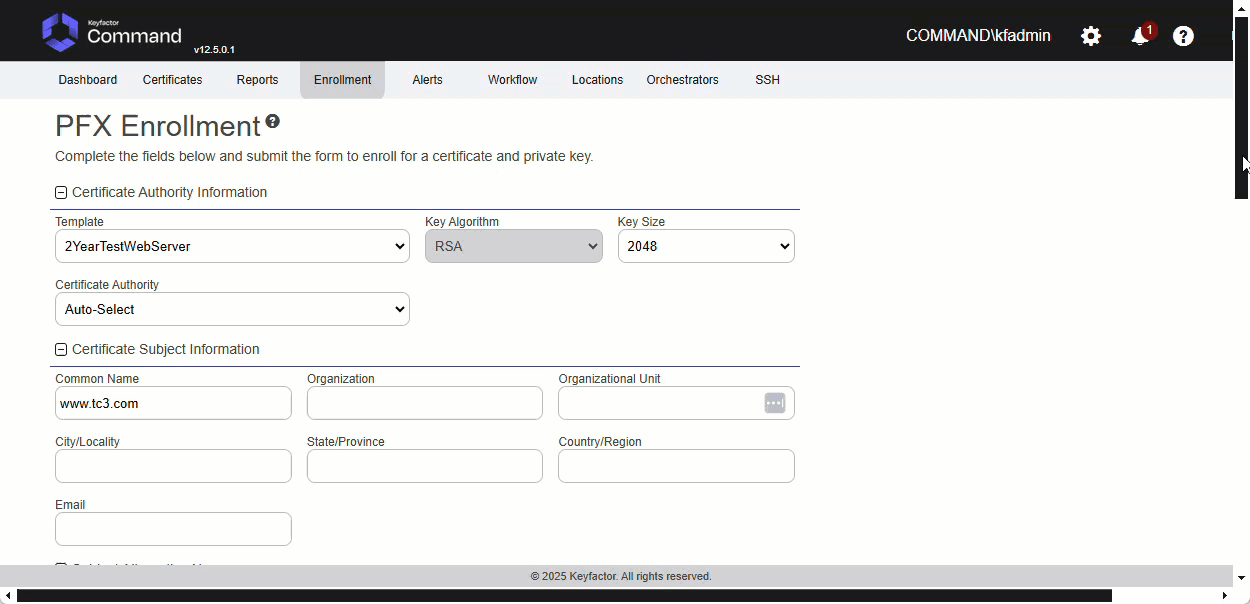 Keyfactor
Command
v12.5.0.1
COMMAND\kfadmin
1
?
Dashboard Certificates Reports Enrollment Alerts Workflow Locations Orchestrators SSH
PFX Enrollment ?
Complete the fields below and submit the form to enroll for a certificate and private key.
Certificate Authority Information
Template Key Algorithm Key Size
2YearTestWebServer RSA 2048
Certificate Authority
Auto-Select
Certificate Subject Information
Common Name Organization Organizational Unit
www.tc3.com
City/Locality State/Province Country/Region
Email
© 2025 Keyfactor. All rights reserved.